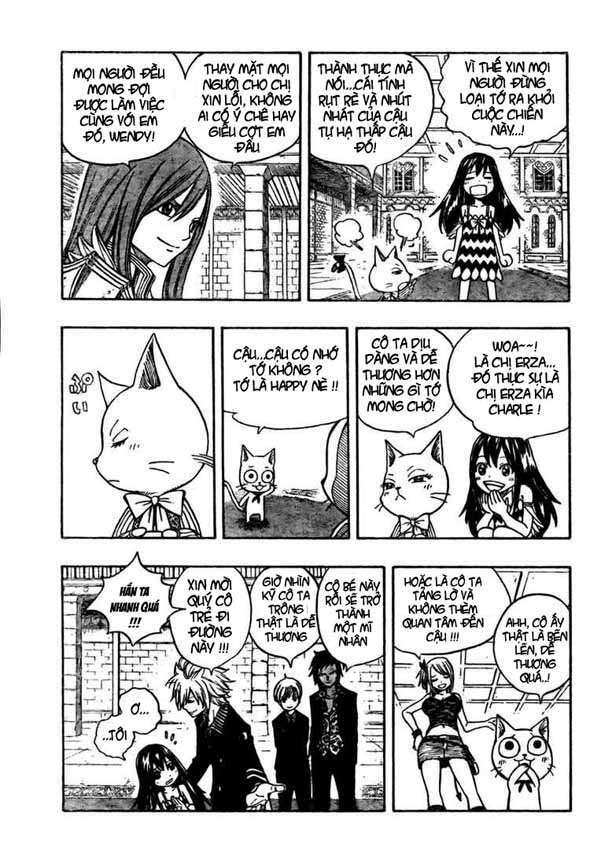 VÌ THẾ XIN MỌI
NGƯỜI ĐỪNG
LOẠI TỚ RA KHỎI
CUỘC CHIẾN
NÀY..!
THÀNH THỰC MÀ
NÓI...CÁI TÍNH
RỤT RÈ VÀ NHÚT
NHÁT CỦA CẬU
TỰ HẠ THẤP CẬU
ĐÓ!
THAY MẶT MỌI
NGƯỜI CHO CHỊ
XIN LỖI, KHÔNG
AI CỐ Ý CHÊ HAY
GIỄU CỢT EM
ĐÂU
MỌI NGƯỜI ĐỀU
MONG ĐỢI
ĐƯỢC LÀM VIỆC
CÙNG VỚI EM
ĐÓ, WENDY!
WOA~~!
LÀ CHỊ ERZA...
ĐÓ THỰC SỰ LÀ
CHỊ ERZA KÌA
CHARLE!
CÔ TA DỊU
DÀNG VÀ DỄ
THƯƠNG HƠN
NHỮNG GÌ TỚ
MONG CHỜ!
CẬU...CẬU CÓ NHỚ
TỚ KHÔNG ?
TỚ LÀ HAPPY NÈ !!
ぷい
AHH, CÔ ẤY
THẬT LÀ BẼN
LẼN, DỄ
THƯƠNG
QUÁ..!
HOẶC LÀ CÔ TA
TẢNG LỜ VÀ
KHÔNG THÈM
QUAN TÂM ĐẾN
CẬU !!!
CÔ BÉ NÀY
RỒI SẼ TRỞ
THÀNH
MỘT MĨ
NHÂN
GIỜ NHÌN
KỸ CÔ TA
TRÔNG
THẬT LÀ DỄ
THƯƠNG
XIN MỜI
QUÝ CÔ
TRẺ ĐI
ĐƯỜNG
NÀY !!!
HẮN TA
NHANH QUÁ
!!!
Ơ...
...TÔI